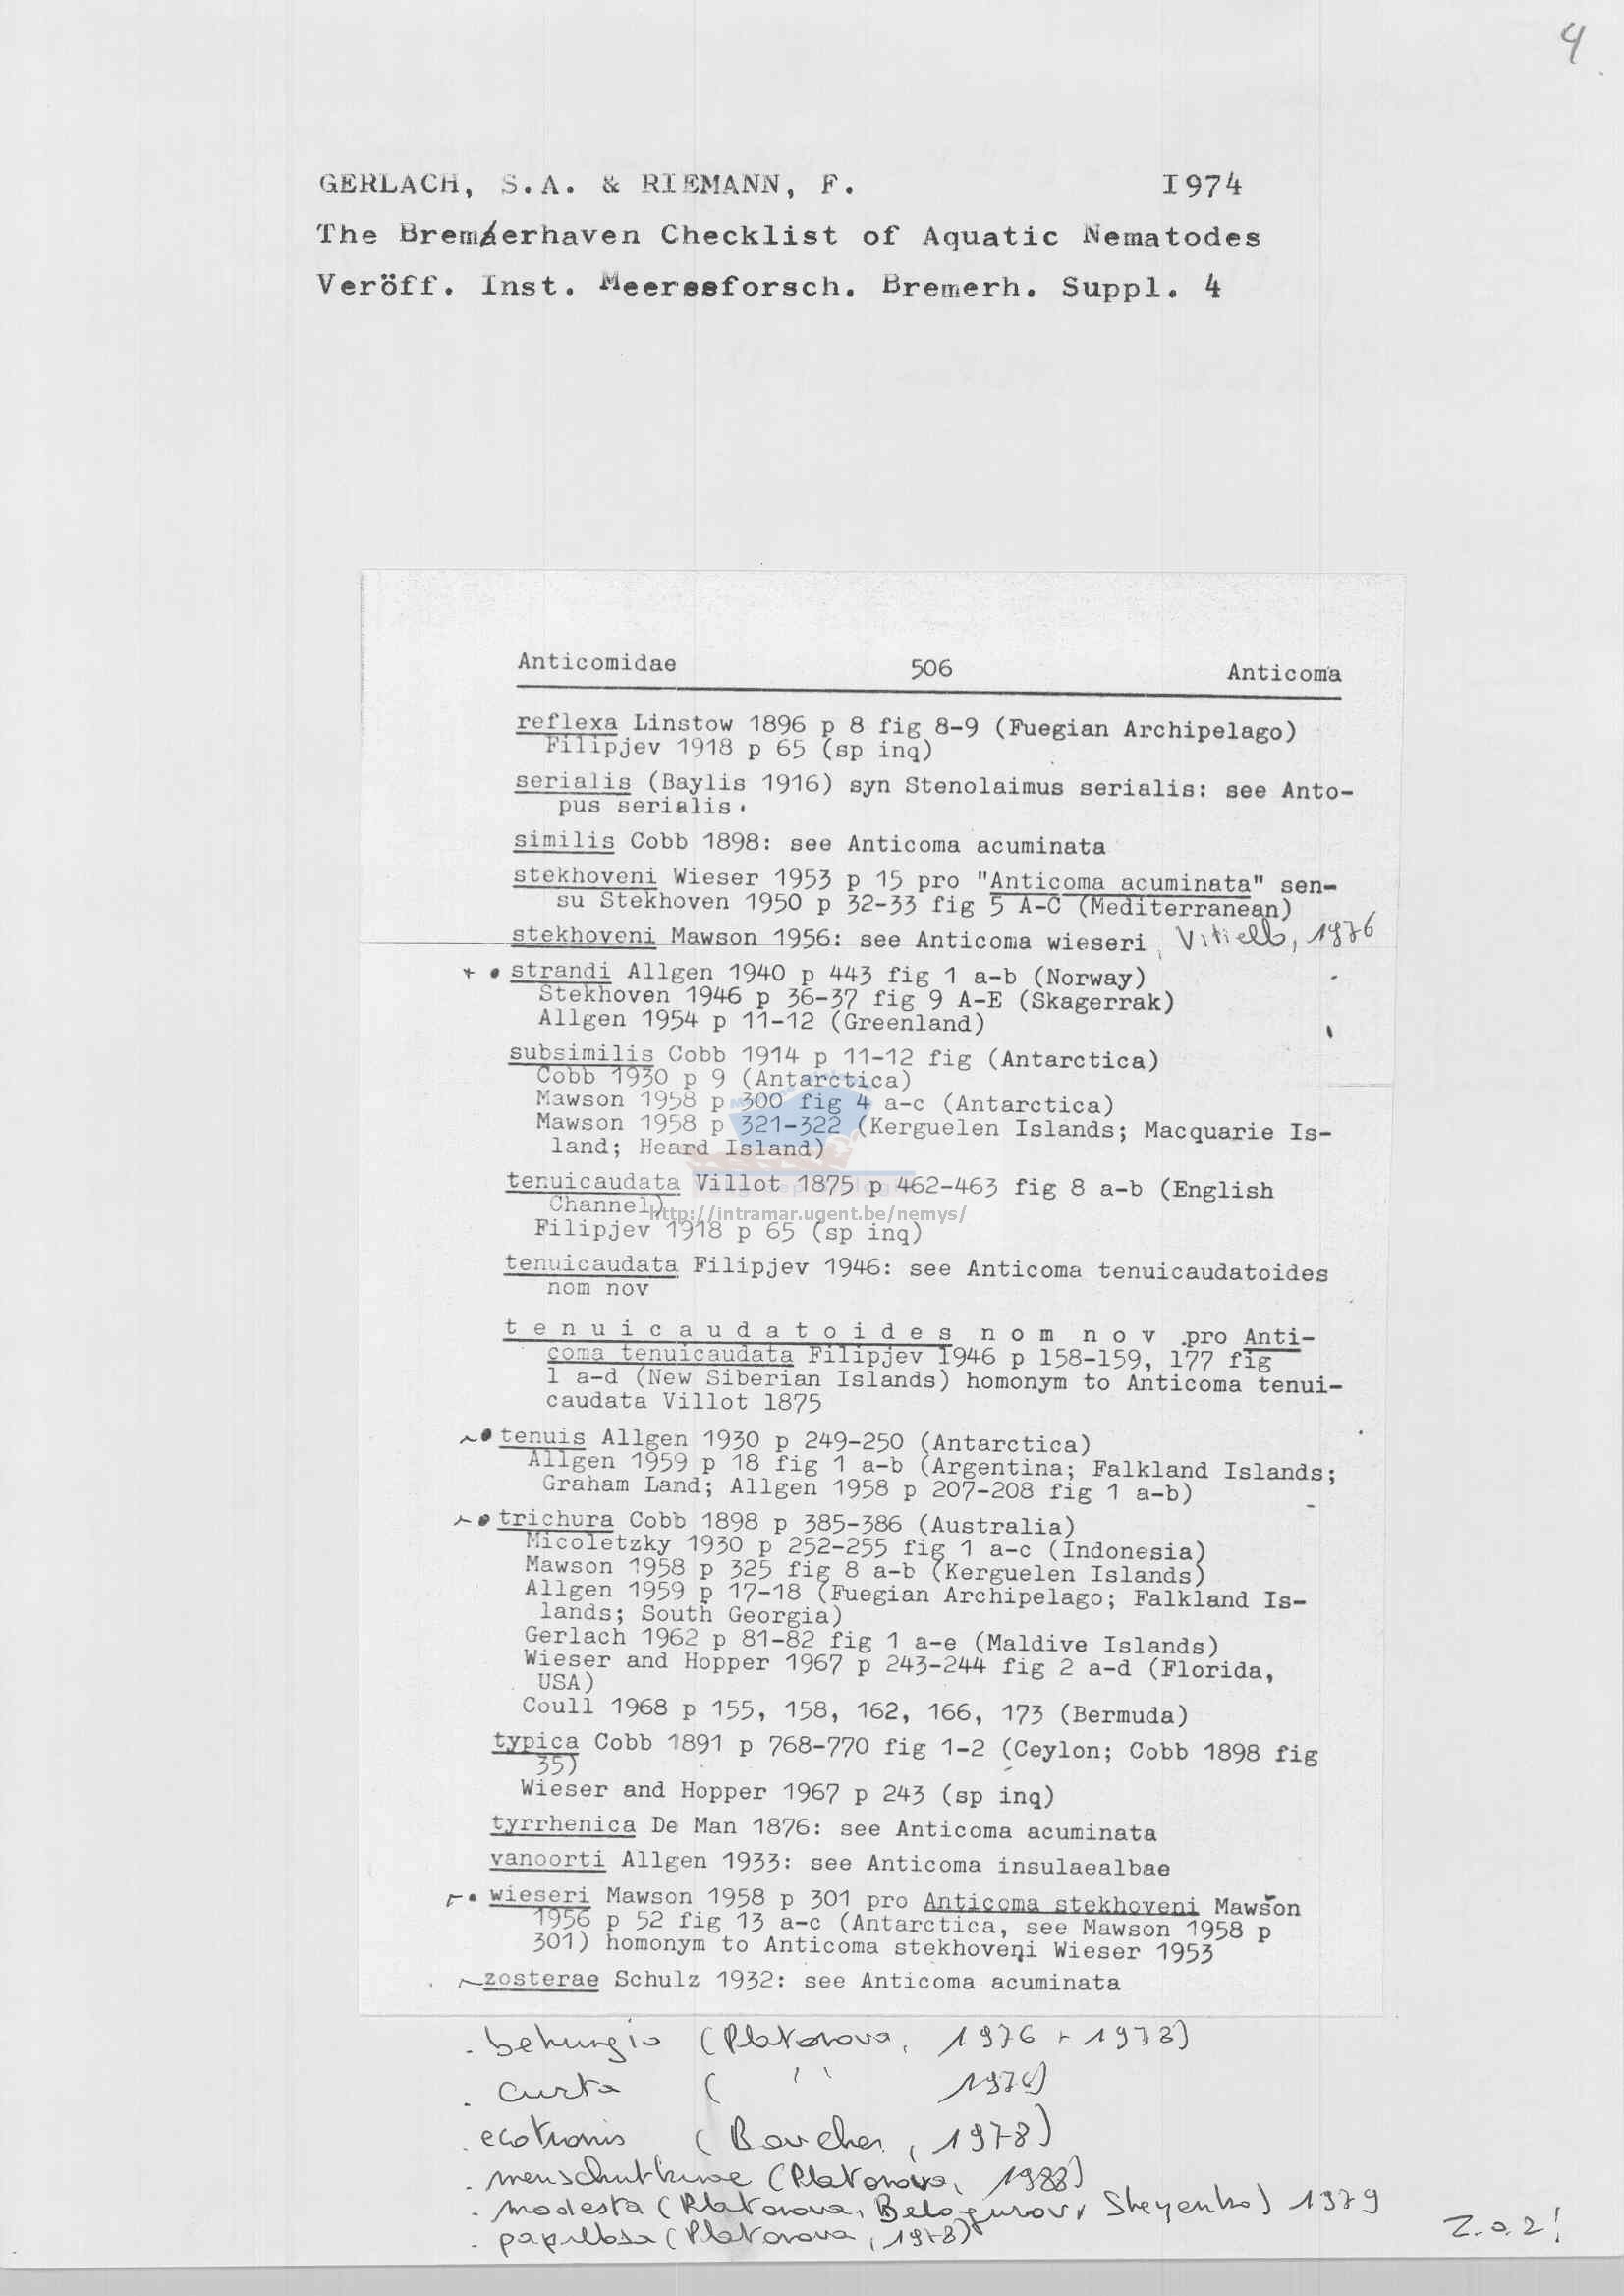 4
GERLACH, S.A. & RIEMANN, F. I974
The Bremerhaven Checklist of Aquatic Nematodes
Veröff. Inst. Meeresforsch. Bremerh. Suppl. 4
Anticomidae 506 Anticoma
reflexa Linstow 1896 p 8 fig 8-9 (Fuegian Archipelago)
Filipjev 1918 p 65 (sp inq)
serialis (Baylis 1916) syn Stenolaimus serialis: see Anto-
pus serialis.
similis Cobb 1898: see Anticoma acuminata
stekhoveni Wieser 1953 p 15 pro "Anticoma acuminata" sen-
su Stekhoven 1950 p 32-33 fig 5 A-C (Mediterranean)
stekhoveni Mawson 1956: see Anticoma wieseri, Vitiello, 1976
+ • strandi Allgen 1940 p 443 fig 1 a-b (Norway)
Stekhoven 1946 p 36-37 fig 9 A-E (Skagerrak)
Allgen 1954 p 11-12 (Greenland)
subsimilis Cobb 1914 p 11-12 fig (Antarctica)
Cobb 1930 p 9 (Antarctica)
Mawson 1958 p 300 fig 4 a-c (Antarctica)
Mawson 1958 p 321-322 (Kerguelen Islands; Macquarie Is-
land; Heard Island)
tenuicaudata Villot 1875 p 462-463 fig 8 a-b (English
Channel)
http://intramar.ugent.be/nemys/
Filipjev 1918 p 65 (sp inq)
tenuicaudata Filipjev 1946: see Anticoma tenuicaudatoides
nom nov
t e n u i c a u d a t o i d e s n o m n o v pro Anti-
coma tenuicaudata Filipjev 1946 p 158-159, 177 fig
1 a-d (New Siberian Islands) homonym to Anticoma tenui-
caudata Villot 1875
• tenuis Allgen 1930 p 249-250 (Antarctica)
Allgen 1959 p 18 fig 1 a-b (Argentina; Falkland Islands;
Graham Land; Allgen 1958 p 207-208 fig 1 a-b)
• trichura Cobb 1898 p 385-386 (Australia)
Micoletzky 1930 p 252-255 fig 1 a-c (Indonesia)
Mawson 1958 p 325 fig 8 a-b (Kerguelen Islands)
Allgen 1959 p 17-18 (Fuegian Archipelago; Falkland Is-
lands; South Georgia)
Gerlach 1962 p 81-82 fig 1 a-e (Maldive Islands)
Wieser and Hopper 1967 p 243-244 fig 2 a-d (Florida,
USA)
Coull 1968 p 155, 158, 162, 166, 173 (Bermuda)
typica Cobb 1891 p 768-770 fig 1-2 (Ceylon; Cobb 1898 fig
35)
Wieser and Hopper 1967 p 243 (sp inq)
tyrrhenica De Man 1876: see Anticoma acuminata
vanoorti Allgen 1933: see Anticoma insulaealbae
• wieseri Mawson 1958 p 301 pro Anticoma stekhoveni Mawson
1956 p 52 fig 13 a-c (Antarctica, see Mawson 1958 p
301) homonym to Anticoma stekhoveni Wieser 1953
zosterae Schulz 1932: see Anticoma acuminata
. (Platonova, 1976 + 1978)
. curta ( " 1976)
. ecotronis (Boucher, 1978)
. (Platonova, 1988)
. modesta (Platonova, Belogurov, Sheyenko) 1979
. papillosa (Platonova, 1978)
Z.o.z!